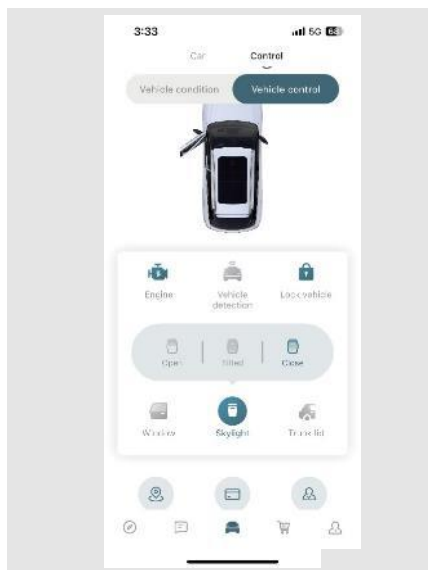 3:33
5G 68
Car
Control
Vehicle condition
Vehicle control
Engine
Vehicle
detection
Lock vehicle
Open
Tilted
Close
Window
Skylight
Trunk lid